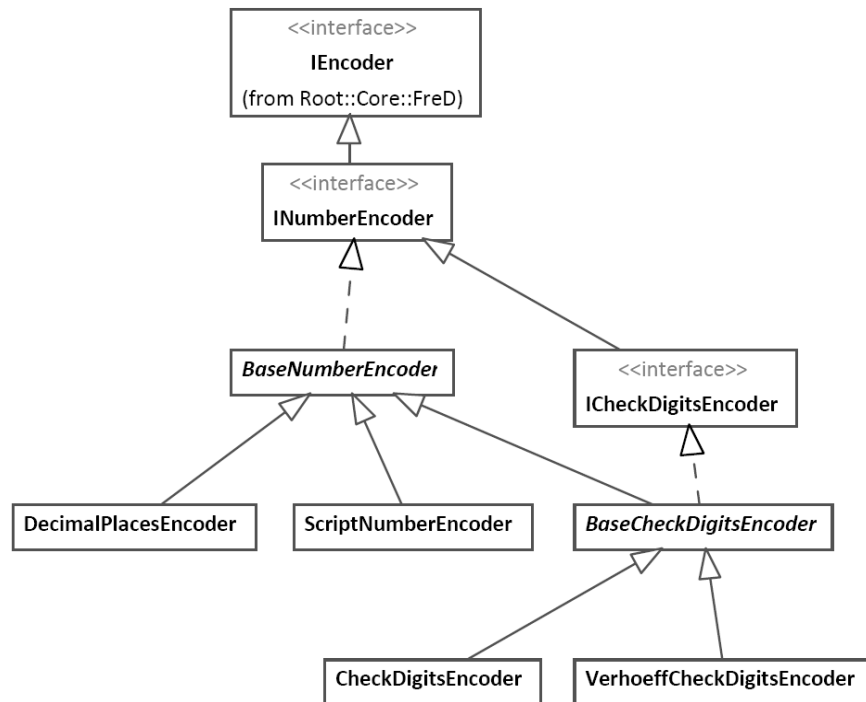 <<interface>>
IEncoder
(from Root::Core::FreD)
<<interface>>
INumberEncoder
BaseNumberEncoder
<<interface>>
ICheckDigitsEncoder
DecimalPlacesEncoder
ScriptNumberEncoder
BaseCheckDigitsEncoder
CheckDigitsEncoder
VerhoeffCheckDigitsEncoder